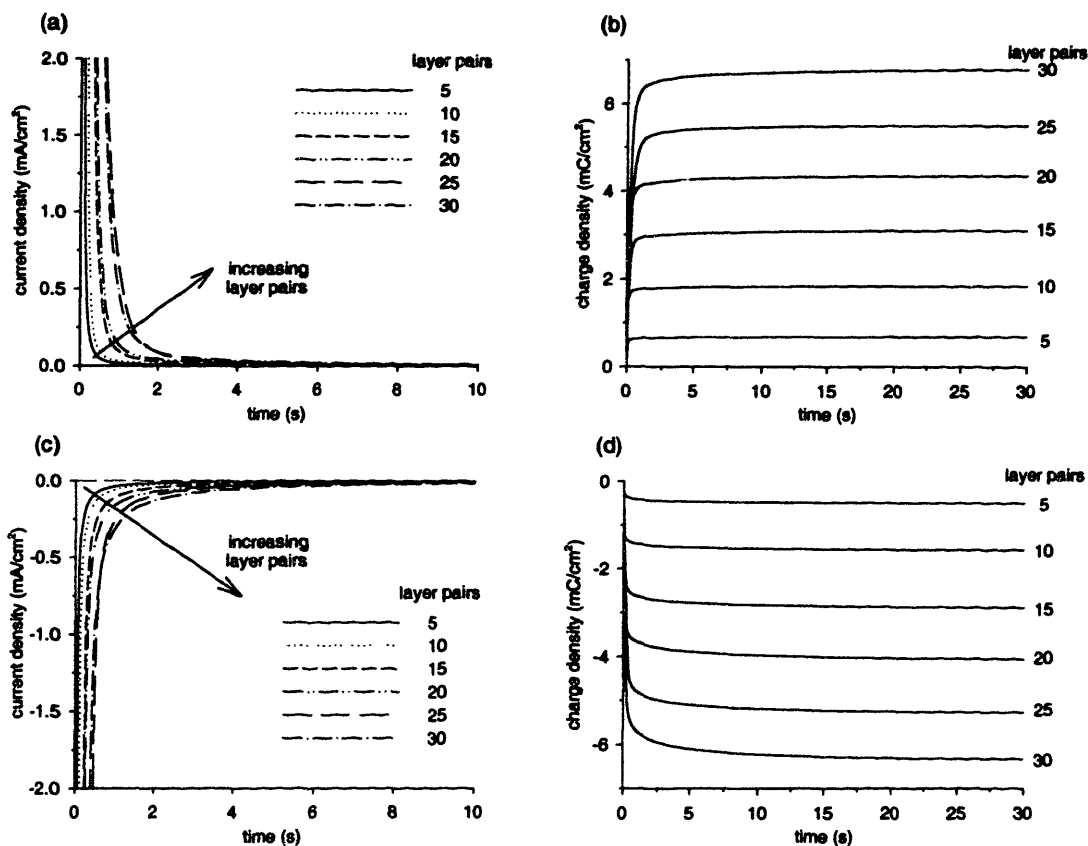 (a)
2.0
1.5
1.0
0.5
0.0
current density (mA/cm²)
layer pairs
5
10
15
20
25
30
increasing
layer pairs
0 2 4 6 8 10
time (s)
(b)
layer pairs
30
25
20
15
10
5
6
4
2
0
charge density (mC/cm²)
0 5 10 15 20 25 30
time (s)
(c)
0.0
-0.5
-1.0
-1.5
-2.0
current density (mA/cm²)
increasing
layer pairs
layer pairs
5
10
15
20
25
30
0 2 4 6 8 10
time (s)
(d)
layer pairs
5
10
15
20
25
30
0
-2
-4
-6
charge density (mC/cm²)
0 5 10 15 20 25 30
time (s)